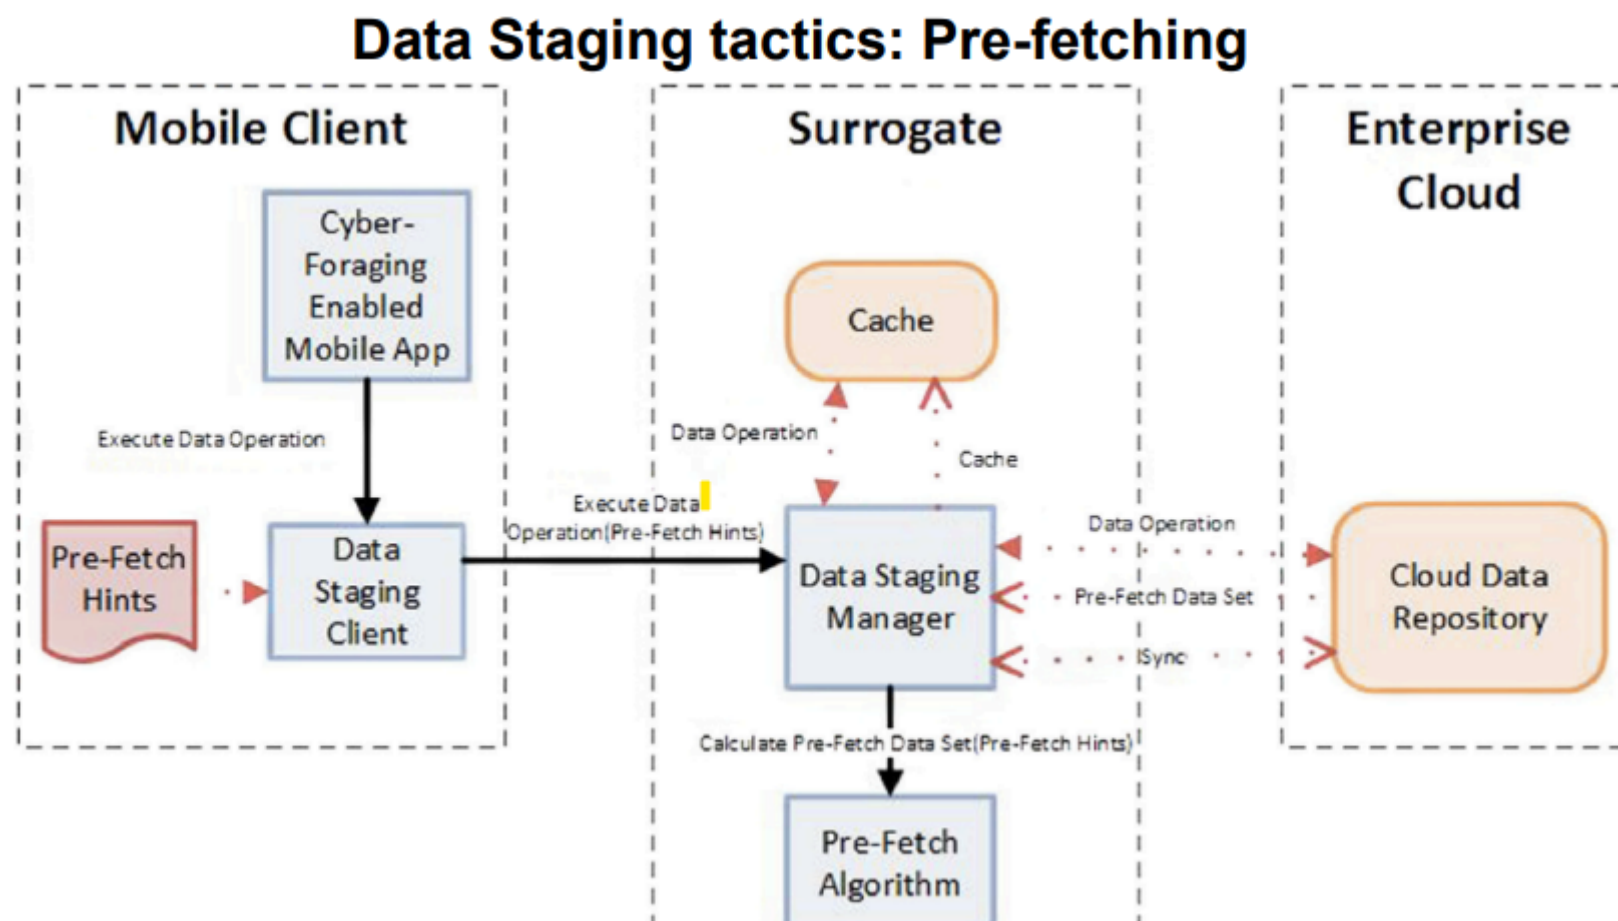 Data Staging tactics: Pre-fetching
Mobile Client
Cyber-
Foraging
Enabled
Mobile App
Execute Data Operation
Pre-Fetch
Hints
Data
Staging
Client
Execute Data
Operation(Pre-Fetch Hints)
Surrogate
Cache
Data Operation
Cache
Data Staging
Manager
Calculate Pre-Fetch Data Set(Pre-Fetch Hints)
Pre-Fetch
Algorithm
Data Operation
Pre-Fetch Data Set
Sync
Enterprise
Cloud
Cloud Data
Repository